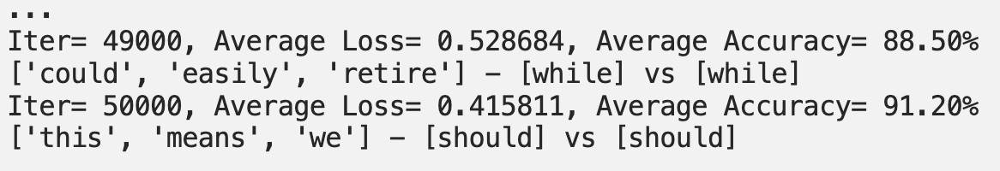 ...
Iter= 49000, Average Loss= 0.528684, Average Accuracy= 88.50%
['could', 'easily', 'retire'] - [while] vs [while]
Iter= 50000, Average Loss= 0.415811, Average Accuracy= 91.20%
['this', 'means', 'we'] - [should] vs [should]